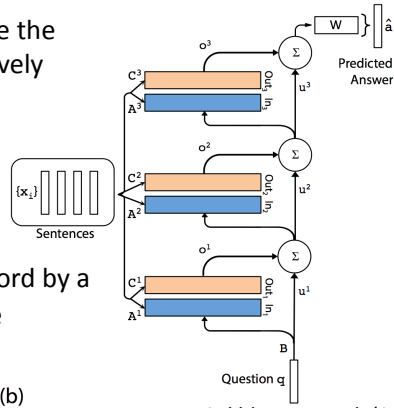 e the
vely
o³
Σ
W
â
Predicted
Answer
C³
Out₃
A³
In₃
u³
o²
Σ
{xᵢ}
C²
Out₂
A²
In₂
u²
Sentences
o¹
Σ
ord by a
C¹
Out₁
A¹
In₁
u¹
B
Question q
(b)